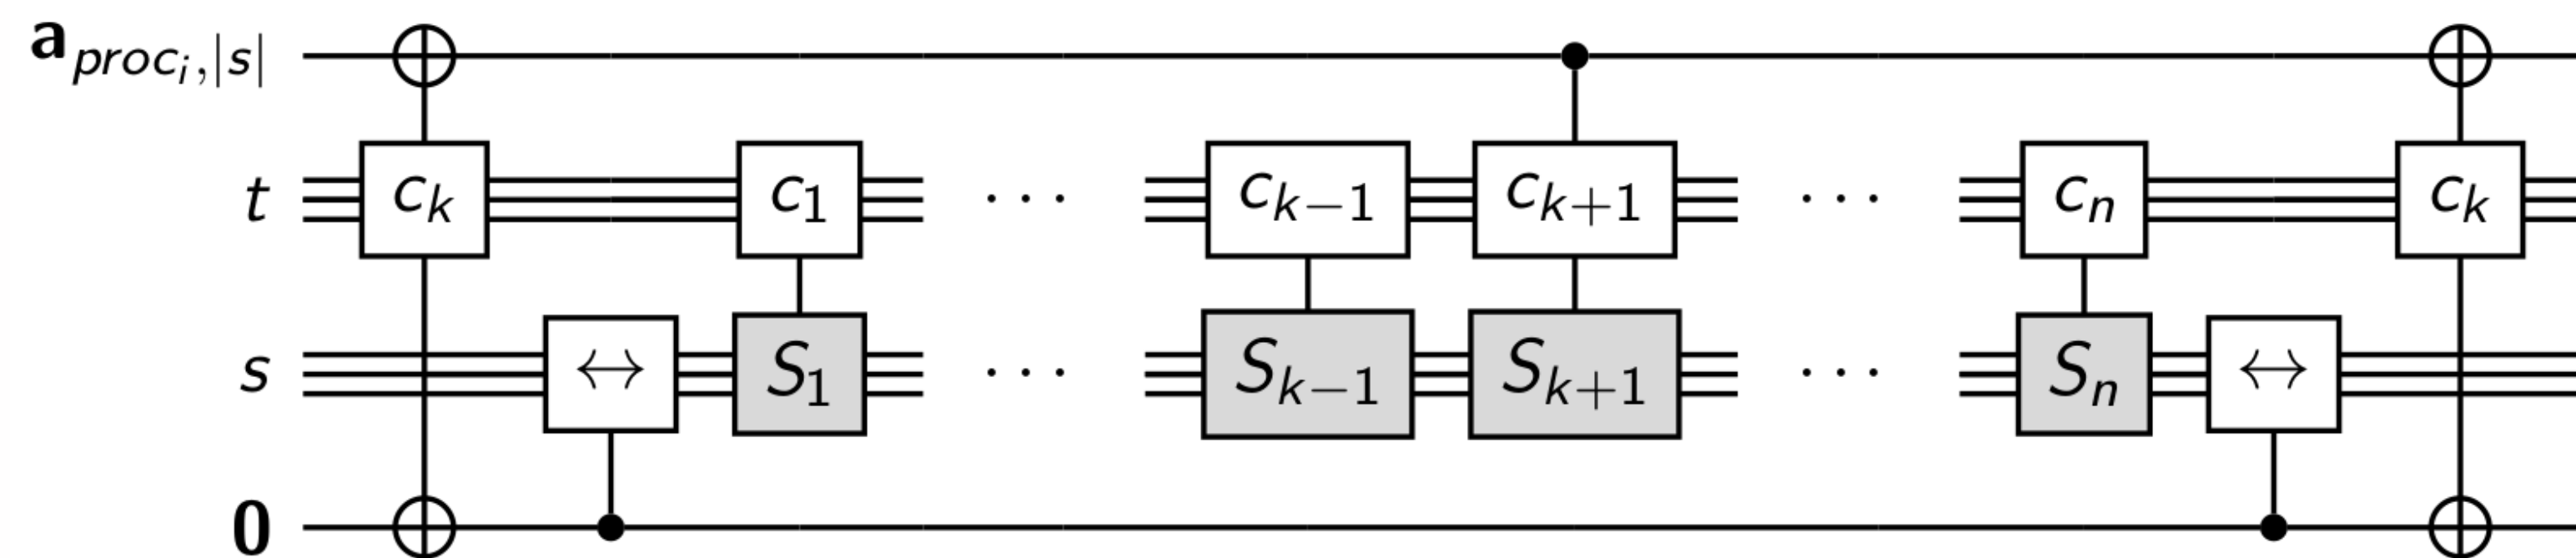 a_{proc_i,|s|}
t c_k c_1 · · · c_{k−1} c_{k+1} · · · c_n c_k
s ↔ S_1 · · · S_{k−1} S_{k+1} · · · S_n ↔
0